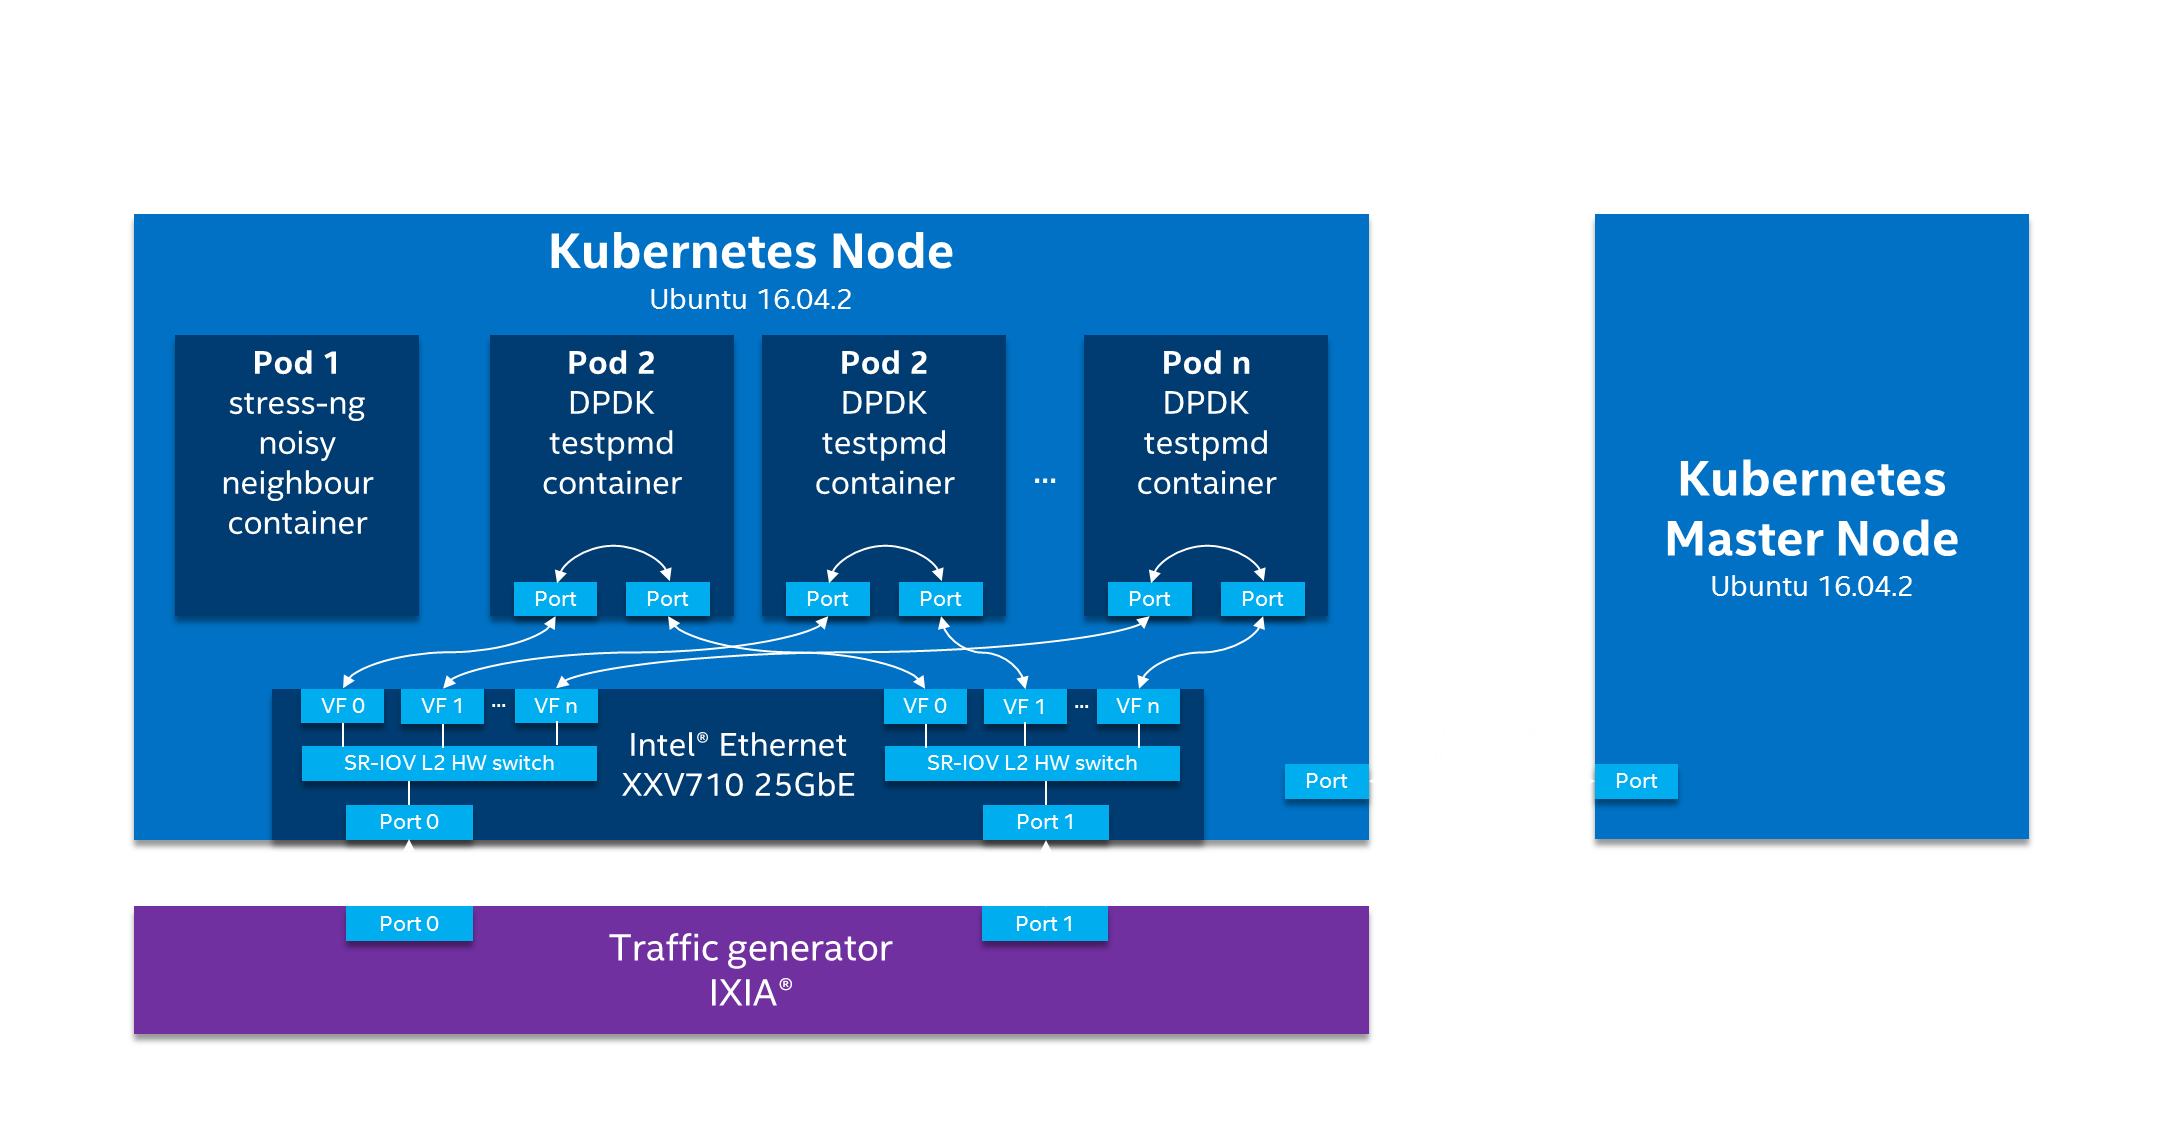 Kubernetes Node
Ubuntu 16.04.2
Pod 1
stress-ng
noisy
neighbour
container
Pod 2
DPDK
testpmd
container
Port
Port
Pod 2
DPDK
testpmd
container
Port
Port
...
Pod n
DPDK
testpmd
container
Port
Port
VF 0
VF 1
...
VF n
SR-IOV L2 HW switch
Port 0
Intel® Ethernet
XXV710 25GbE
VF 0
VF 1
...
VF n
SR-IOV L2 HW switch
Port 1
Port
Kubernetes
Master Node
Ubuntu 16.04.2
Port
Port 0
Traffic generator
IXIA®
Port 1